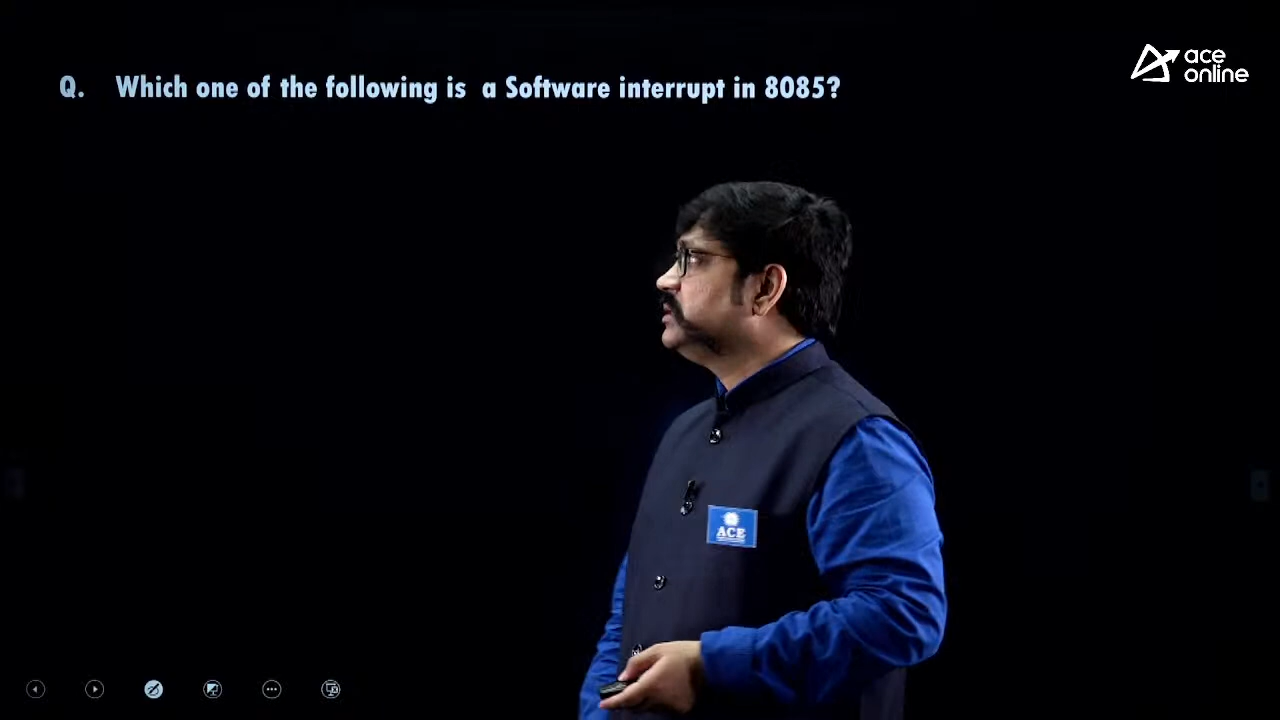 ace
online
Q. Which one of the following is a Software interrupt in 8085?
ACE